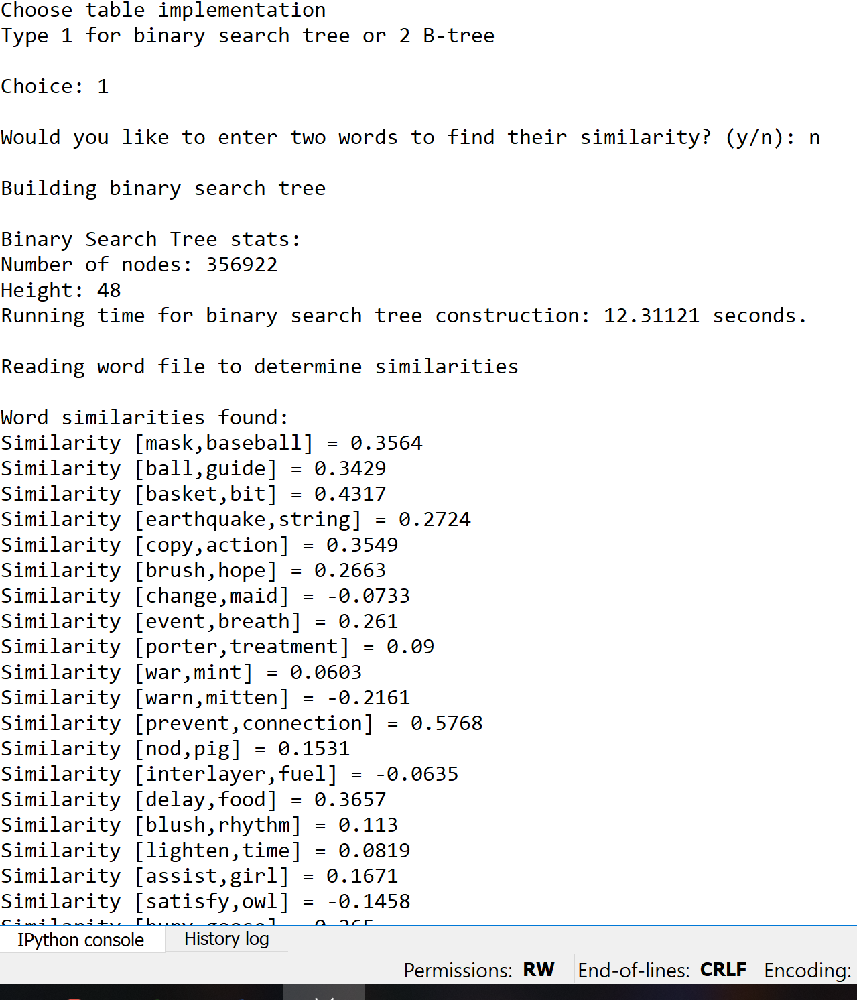 Choose table implementation
Type 1 for binary search tree or 2 B-tree
Choice: 1
Would you like to enter two words to find their similarity? (y/n): n
Building binary search tree
Binary Search Tree stats:
Number of nodes: 356922
Height: 48
Running time for binary search tree construction: 12.31121 seconds.
Reading word file to determine similarities
Word similarities found:
Similarity [mask,baseball] = 0.3564
Similarity [ball,guide] = 0.3429
Similarity [basket,bit] = 0.4317
Similarity [earthquake,string] = 0.2724
Similarity [copy,action] = 0.3549
Similarity [brush,hope] = 0.2663
Similarity [change,maid] = -0.0733
Similarity [event,breath] = 0.261
Similarity [porter,treatment] = 0.09
Similarity [war,mint] = 0.0603
Similarity [warn,mitten] = -0.2161
Similarity [prevent,connection] = 0.5768
Similarity [nod,pig] = 0.1531
Similarity [interlayer,fuel] = -0.0635
Similarity [delay,food] = 0.3657
Similarity [blush,rhythm] = 0.113
Similarity [lighten,time] = 0.0819
Similarity [assist,girl] = 0.1671
Similarity [satisfy,owl] = -0.1458
Similarity
IPython console History log
Permissions: RW End-of-lines: CRLF Encoding: